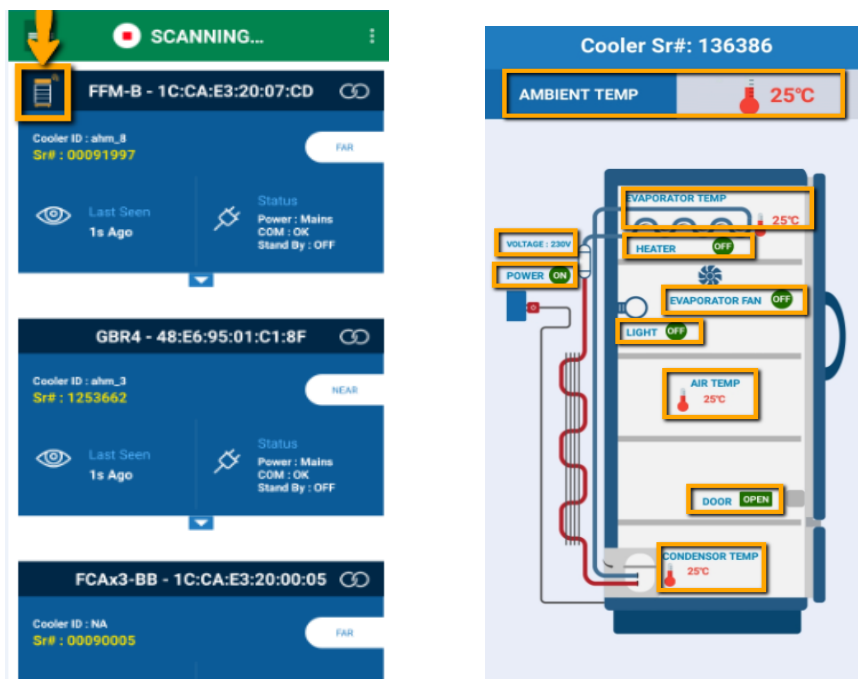 SCANNING...
FFM-B - 1C:CA:E3:20:07:CD
Cooler ID : ahm_8
Sr# : 00091997
FAR
Last Seen
1s Ago
Status
Power : Mains
COM : OK
Stand By : OFF
GBR4 - 48:E6:95:01:C1:8F
Cooler ID : ahm_3
Sr# : 1253662
NEAR
Last Seen
1s Ago
Status
Power : Mains
COM : OK
Stand By : OFF
FCAx3-BB - 1C:CA:E3:20:00:05
Cooler ID : NA
Sr# : 00090005
FAR
Cooler Sr#: 136386
AMBIENT TEMP 25°C
EVAPORATOR TEMP
25°C
VOLTAGE : 230V
HEATER OFF
POWER ON
EVAPORATOR FAN OFF
LIGHT OFF
AIR TEMP
25°C
DOOR OPEN
CONDENSOR TEMP
25°C